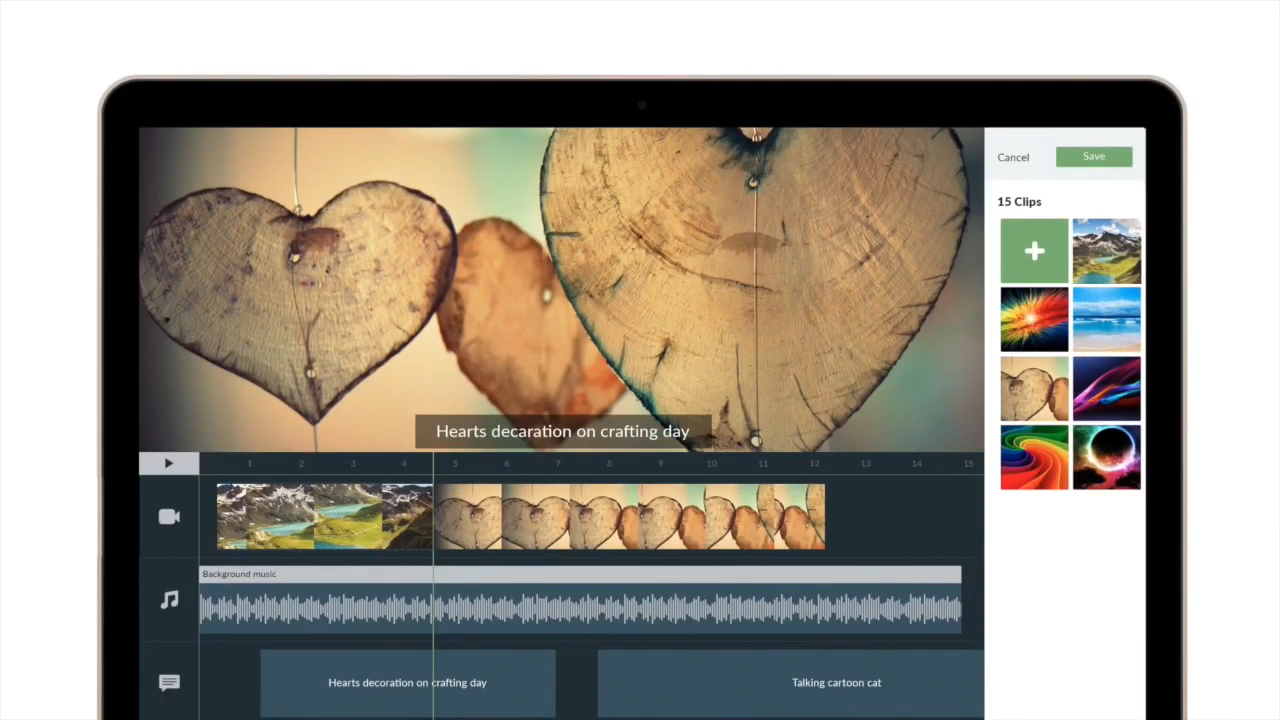 Cancel
Save
15 Clips
Hearts decaration on crafting day
1 2 3 4 5 6 7 8 9 10 11 12 13 14 15
Background music
Hearts decoration on crafting day
Talking cartoon cat